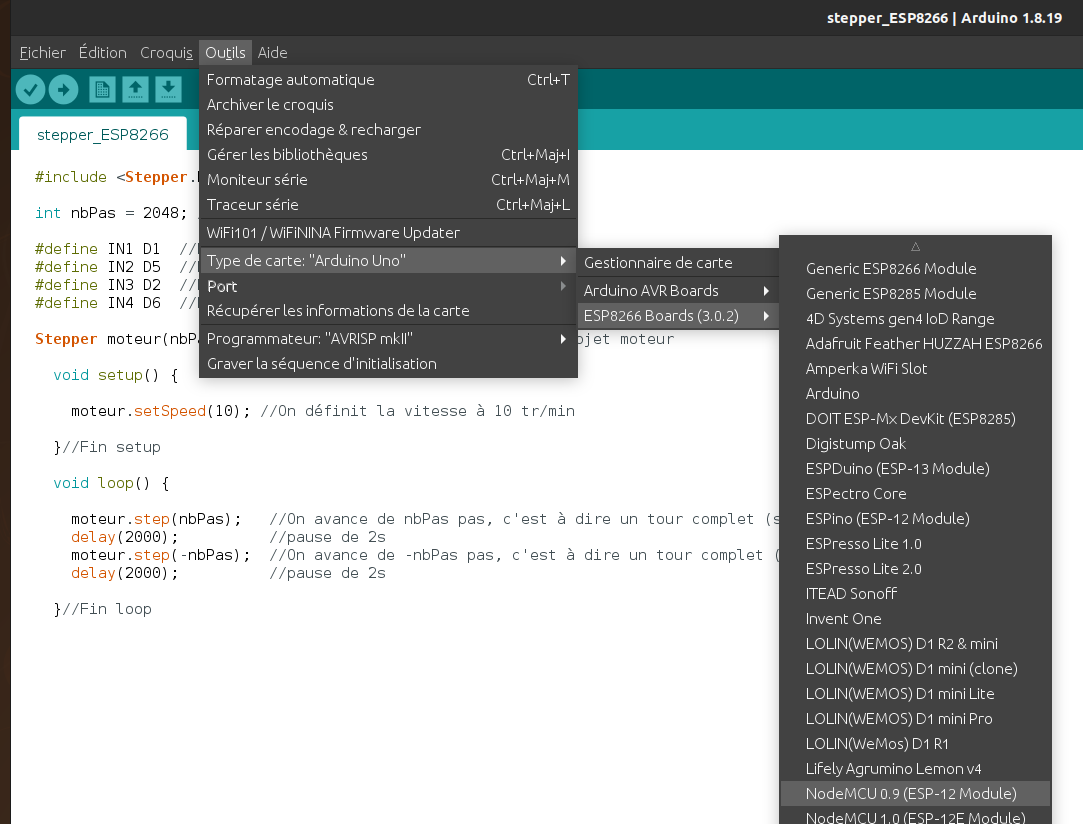 stepper_ESP8266 | Arduino 1.8.19
Fichier Édition Croquis Outils Aide
stepper_ESP8266
Formatage automatique Ctrl+T
Archiver le croquis
Réparer encodage & recharger
Gérer les bibliothèques Ctrl+Maj+I
Moniteur série Ctrl+Maj+M
Traceur série Ctrl+Maj+L
WiFi101 / WiFiNINA Firmware Updater
Type de carte: "Arduino Uno"
Port
Récupérer les informations de la carte
Programmateur: "AVRISP mkII"
Graver la séquence d'initialisation
Gestionnaire de carte
Arduino AVR Boards
ESP8266 Boards (3.0.2)
Generic ESP8266 Module
Generic ESP8285 Module
4D Systems gen4 IoD Range
Adafruit Feather HUZZAH ESP8266
Amperka WiFi Slot
Arduino
DOIT ESP-Mx DevKit (ESP8285)
Digistump Oak
ESPDuino (ESP-13 Module)
ESPectro Core
ESPino (ESP-12 Module)
ESPresso Lite 1.0
ESPresso Lite 2.0
ITEAD Sonoff
Invent One
LOLIN(WEMOS) D1 R2 & mini
LOLIN(WEMOS) D1 mini (clone)
LOLIN(WEMOS) D1 mini Lite
LOLIN(WEMOS) D1 mini Pro
LOLIN(WeMos) D1 R1
Lifely Agrumino Lemon v4
NodeMCU 0.9 (ESP-12 Module)
NodeMCU 1.0 (ESP-12E Module)
#include <Stepper.
int nbPas = 2048;
#define IN1 D1 //
#define IN2 D5 //
#define IN3 D2 //
#define IN4 D6 //
Stepper moteur(nbP bjet moteur
void setup() {
moteur.setSpeed(10); //On définit la vitesse à 10 tr/min
}//Fin setup
void loop() {
moteur.step(nbPas); //On avance de nbPas pas, c'est à dire un tour complet (s
delay(2000); //pause de 2s
moteur.step(-nbPas); //On avance de -nbPas pas, c'est à dire un tour complet (
delay(2000); //pause de 2s
}//Fin loop